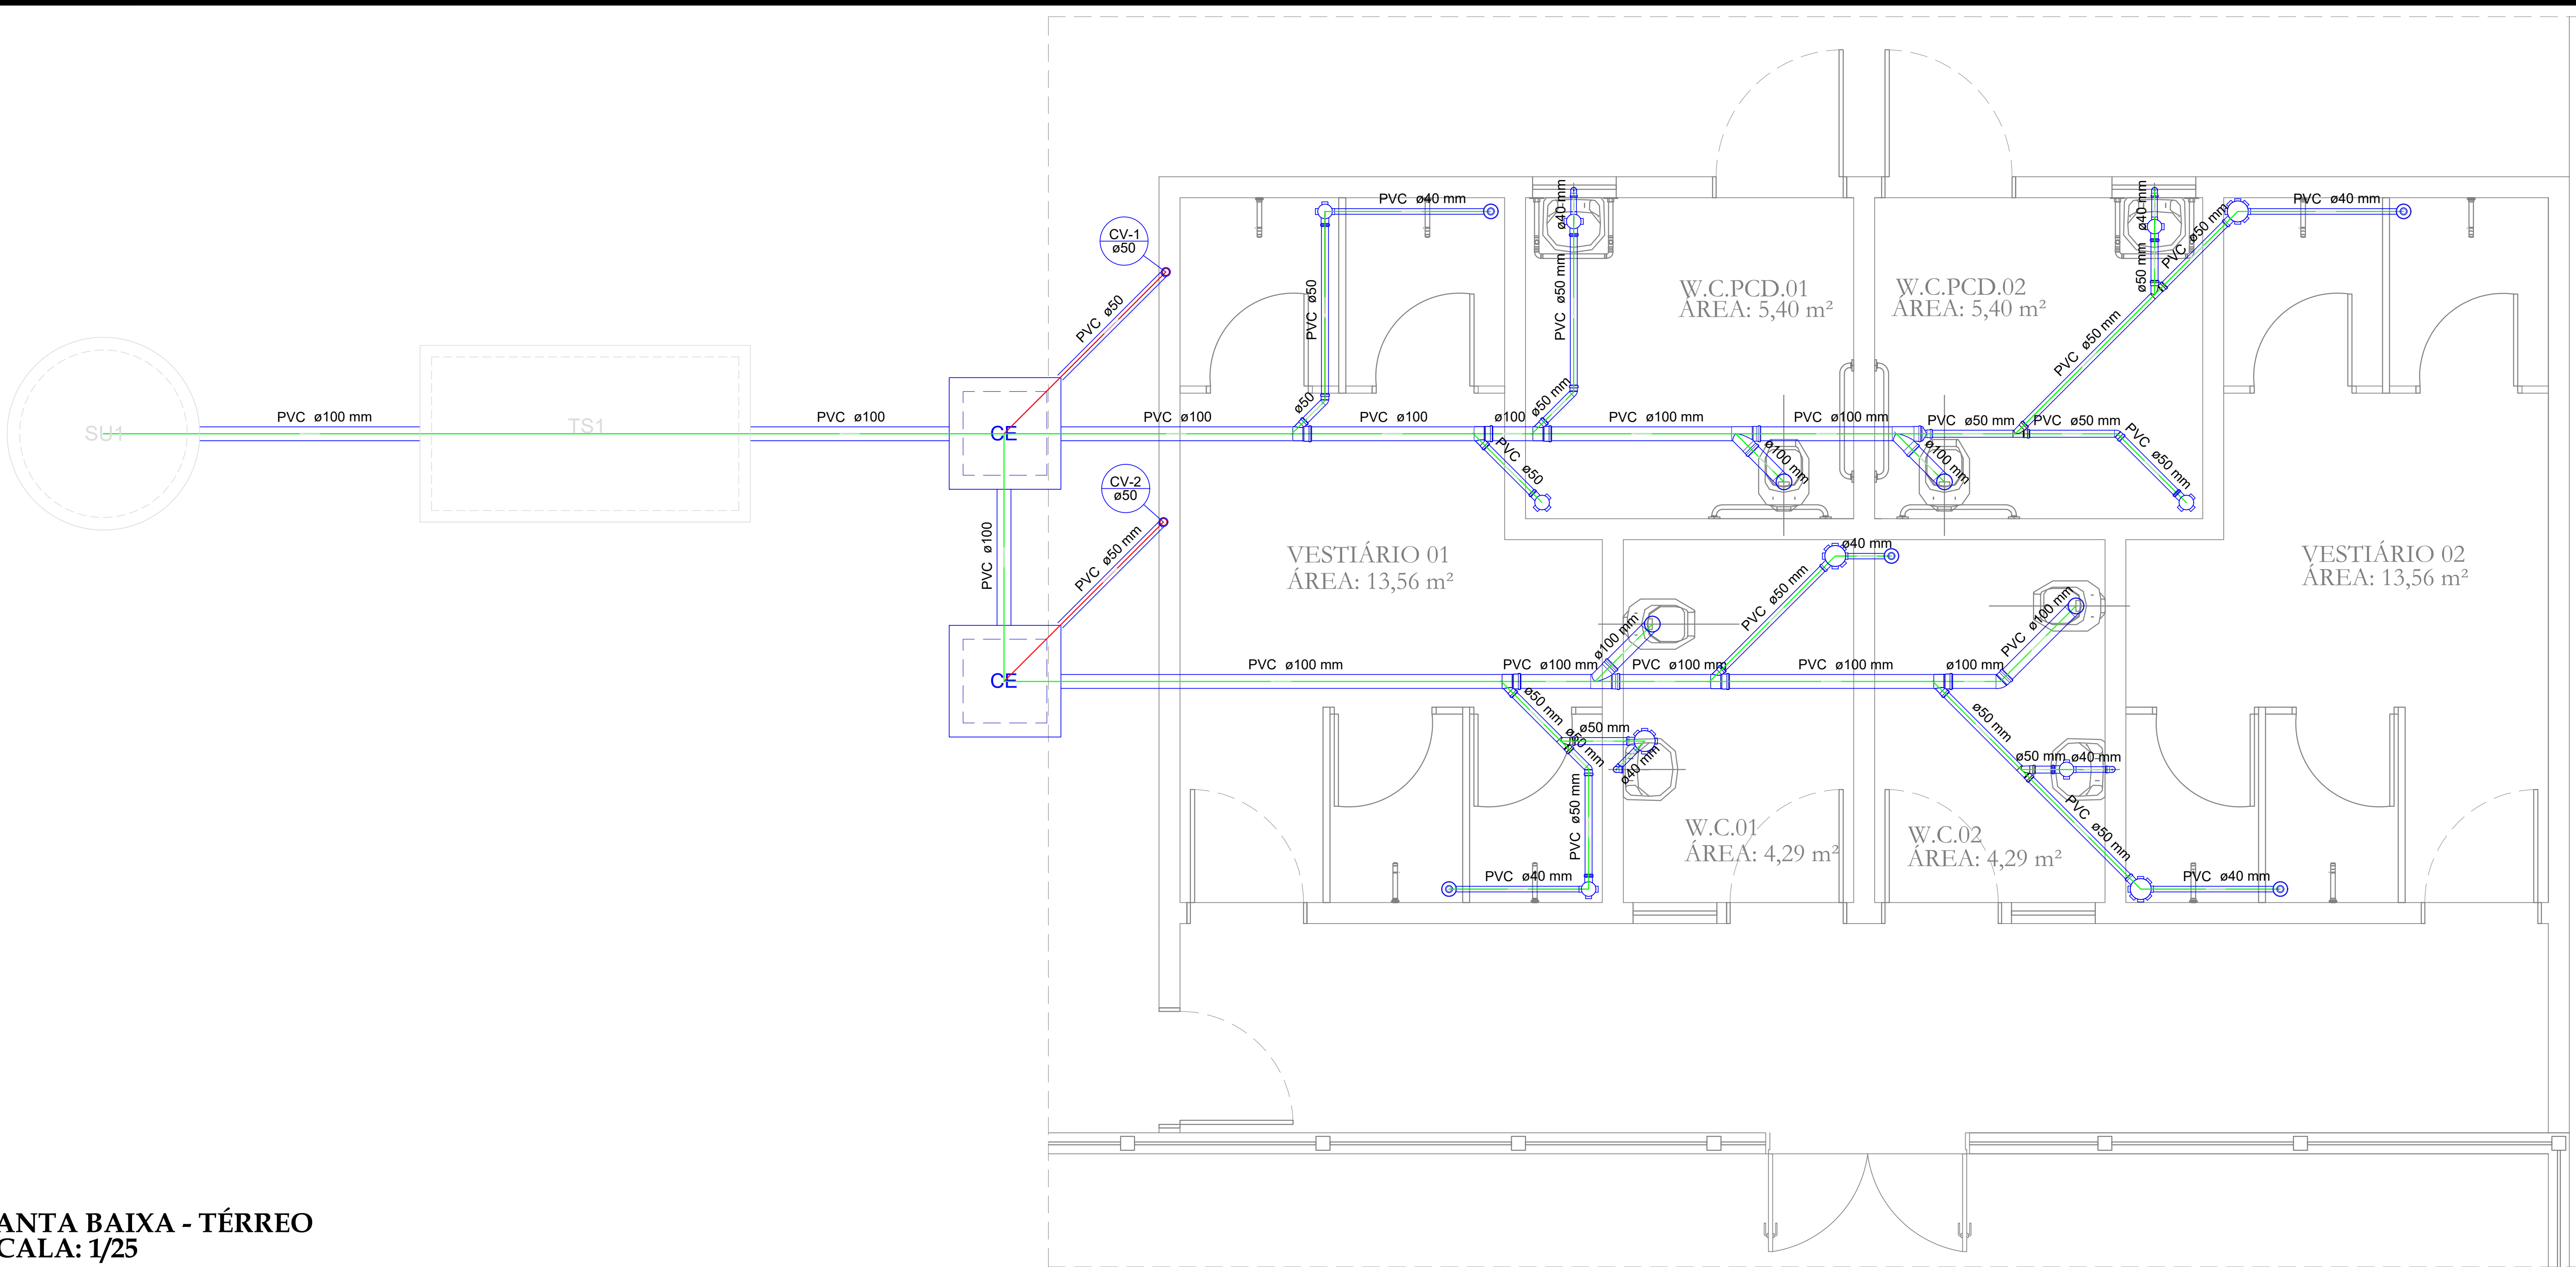 PVC ø40 mm
ø40 mm
ø40 mm
PVC ø50 mm
PVC ø40 mm
CV-1
ø50
PVC ø50
PVC ø50
PVC ø50 mm
ø50 mm
W.C.PCD.01
ÁREA: 5,40 m²
W.C.PCD.02
ÁREA: 5,40 m²
PVC ø50 mm
SU1
PVC ø100 mm
TS1
PVC ø100
CE
PVC ø100
ø50
PVC ø100
ø100
ø50 mm
PVC ø100 mm
PVC ø100 mm
PVC ø50 mm
PVC ø50 mm
PVC ø50
ø100 mm
ø100 mm
PVC ø50 mm
CV-2
ø50
PVC ø100
PVC ø50 mm
VESTIÁRIO 01
ÁREA: 13,56 m²
ø40 mm
PVC ø50 mm
VESTIÁRIO 02
ÁREA: 13,56 m²
ø100 mm
PVC ø100 mm
CE
PVC ø100 mm
PVC ø100 mm
PVC ø100 mm
PVC ø100 mm
ø100 mm
ø50 mm
ø50 mm
ø50 mm
ø40 mm
ø50 mm
ø50 mm
ø40 mm
PVC ø50 mm
PVC ø50 mm
W.C.01
ÁREA: 4,29 m²
W.C.02
ÁREA: 4,29 m²
PVC ø40 mm
PVC ø40 mm
ANTA BAIXA - TÉRREO
CALA: 1/25